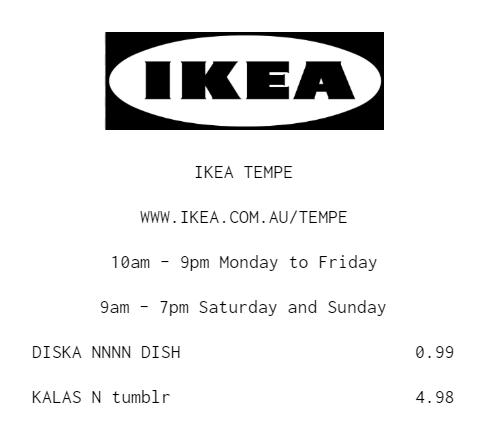 IKEA
IKEA TEMPE
WWW.IKEA.COM.AU/TEMPE
10am - 9pm Monday to Friday
9am - 7pm Saturday and Sunday
DISKA NNNN DISH 0.99
KALAS N tumblr 4.98